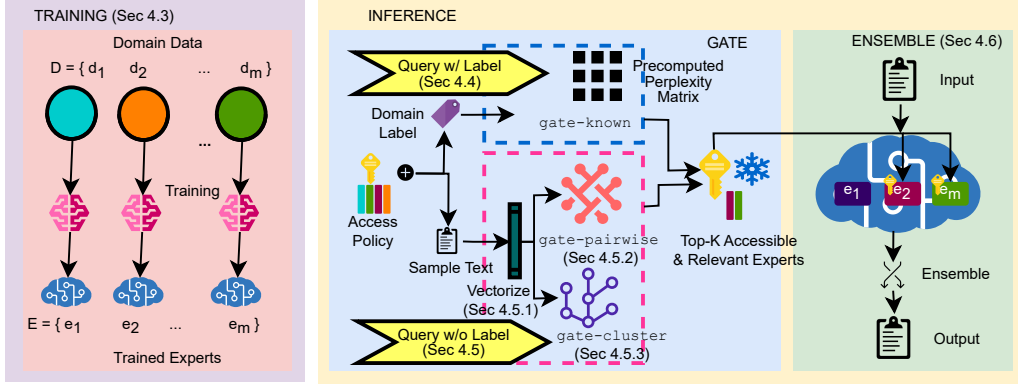 TRAINING (Sec 4.3)
Domain Data
D = { d1 d2 ... dm }
...
Training
E = { e1 e2 ... em }
Trained Experts
INFERENCE
GATE
Query w/ Label
(Sec 4.4)
Precomputed
Perplexity
Matrix
Domain
Label
gate-known
Access
Policy
Sample Text
Vectorize
(Sec 4.5.1)
gate-pairwise
(Sec 4.5.2)
gate-cluster
(Sec 4.5.3)
Query w/o Label
(Sec 4.5)
Top-K Accessible
& Relevant Experts
ENSEMBLE (Sec 4.6)
Input
e1 e2 em
Ensemble
Output